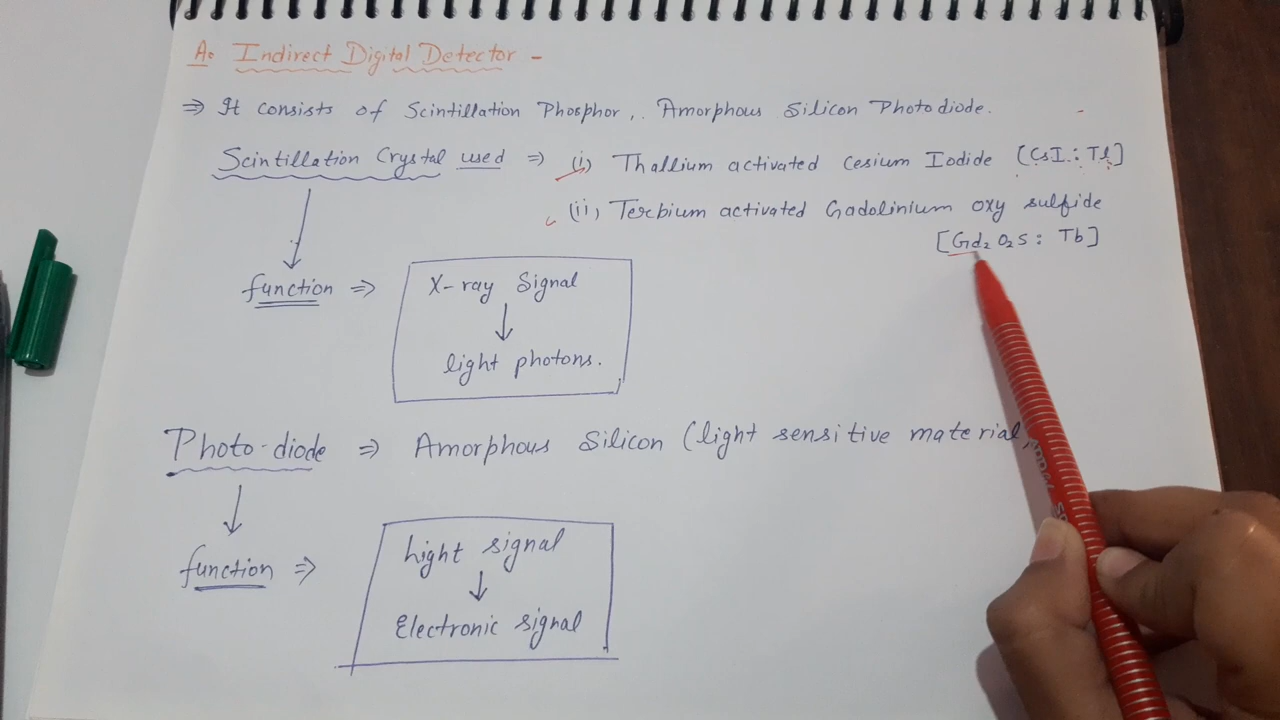 A. Indirect Digital Detector -
⇒ It consists of Scintillation Phosphor, Amorphous Silicon Photodiode.
Scintillation Crystal used ⇒ (i) Thallium activated Cesium Iodide [CsI : Tl]
(ii) Terbium activated Gadolinium oxy sulfide
[Gd₂O₂S : Tb]
function ⇒ X-ray Signal
↓
light photons.
Photo-diode ⇒ Amorphous Silicon (light sensitive material,
function ⇒ Light signal
↓
Electronic signal